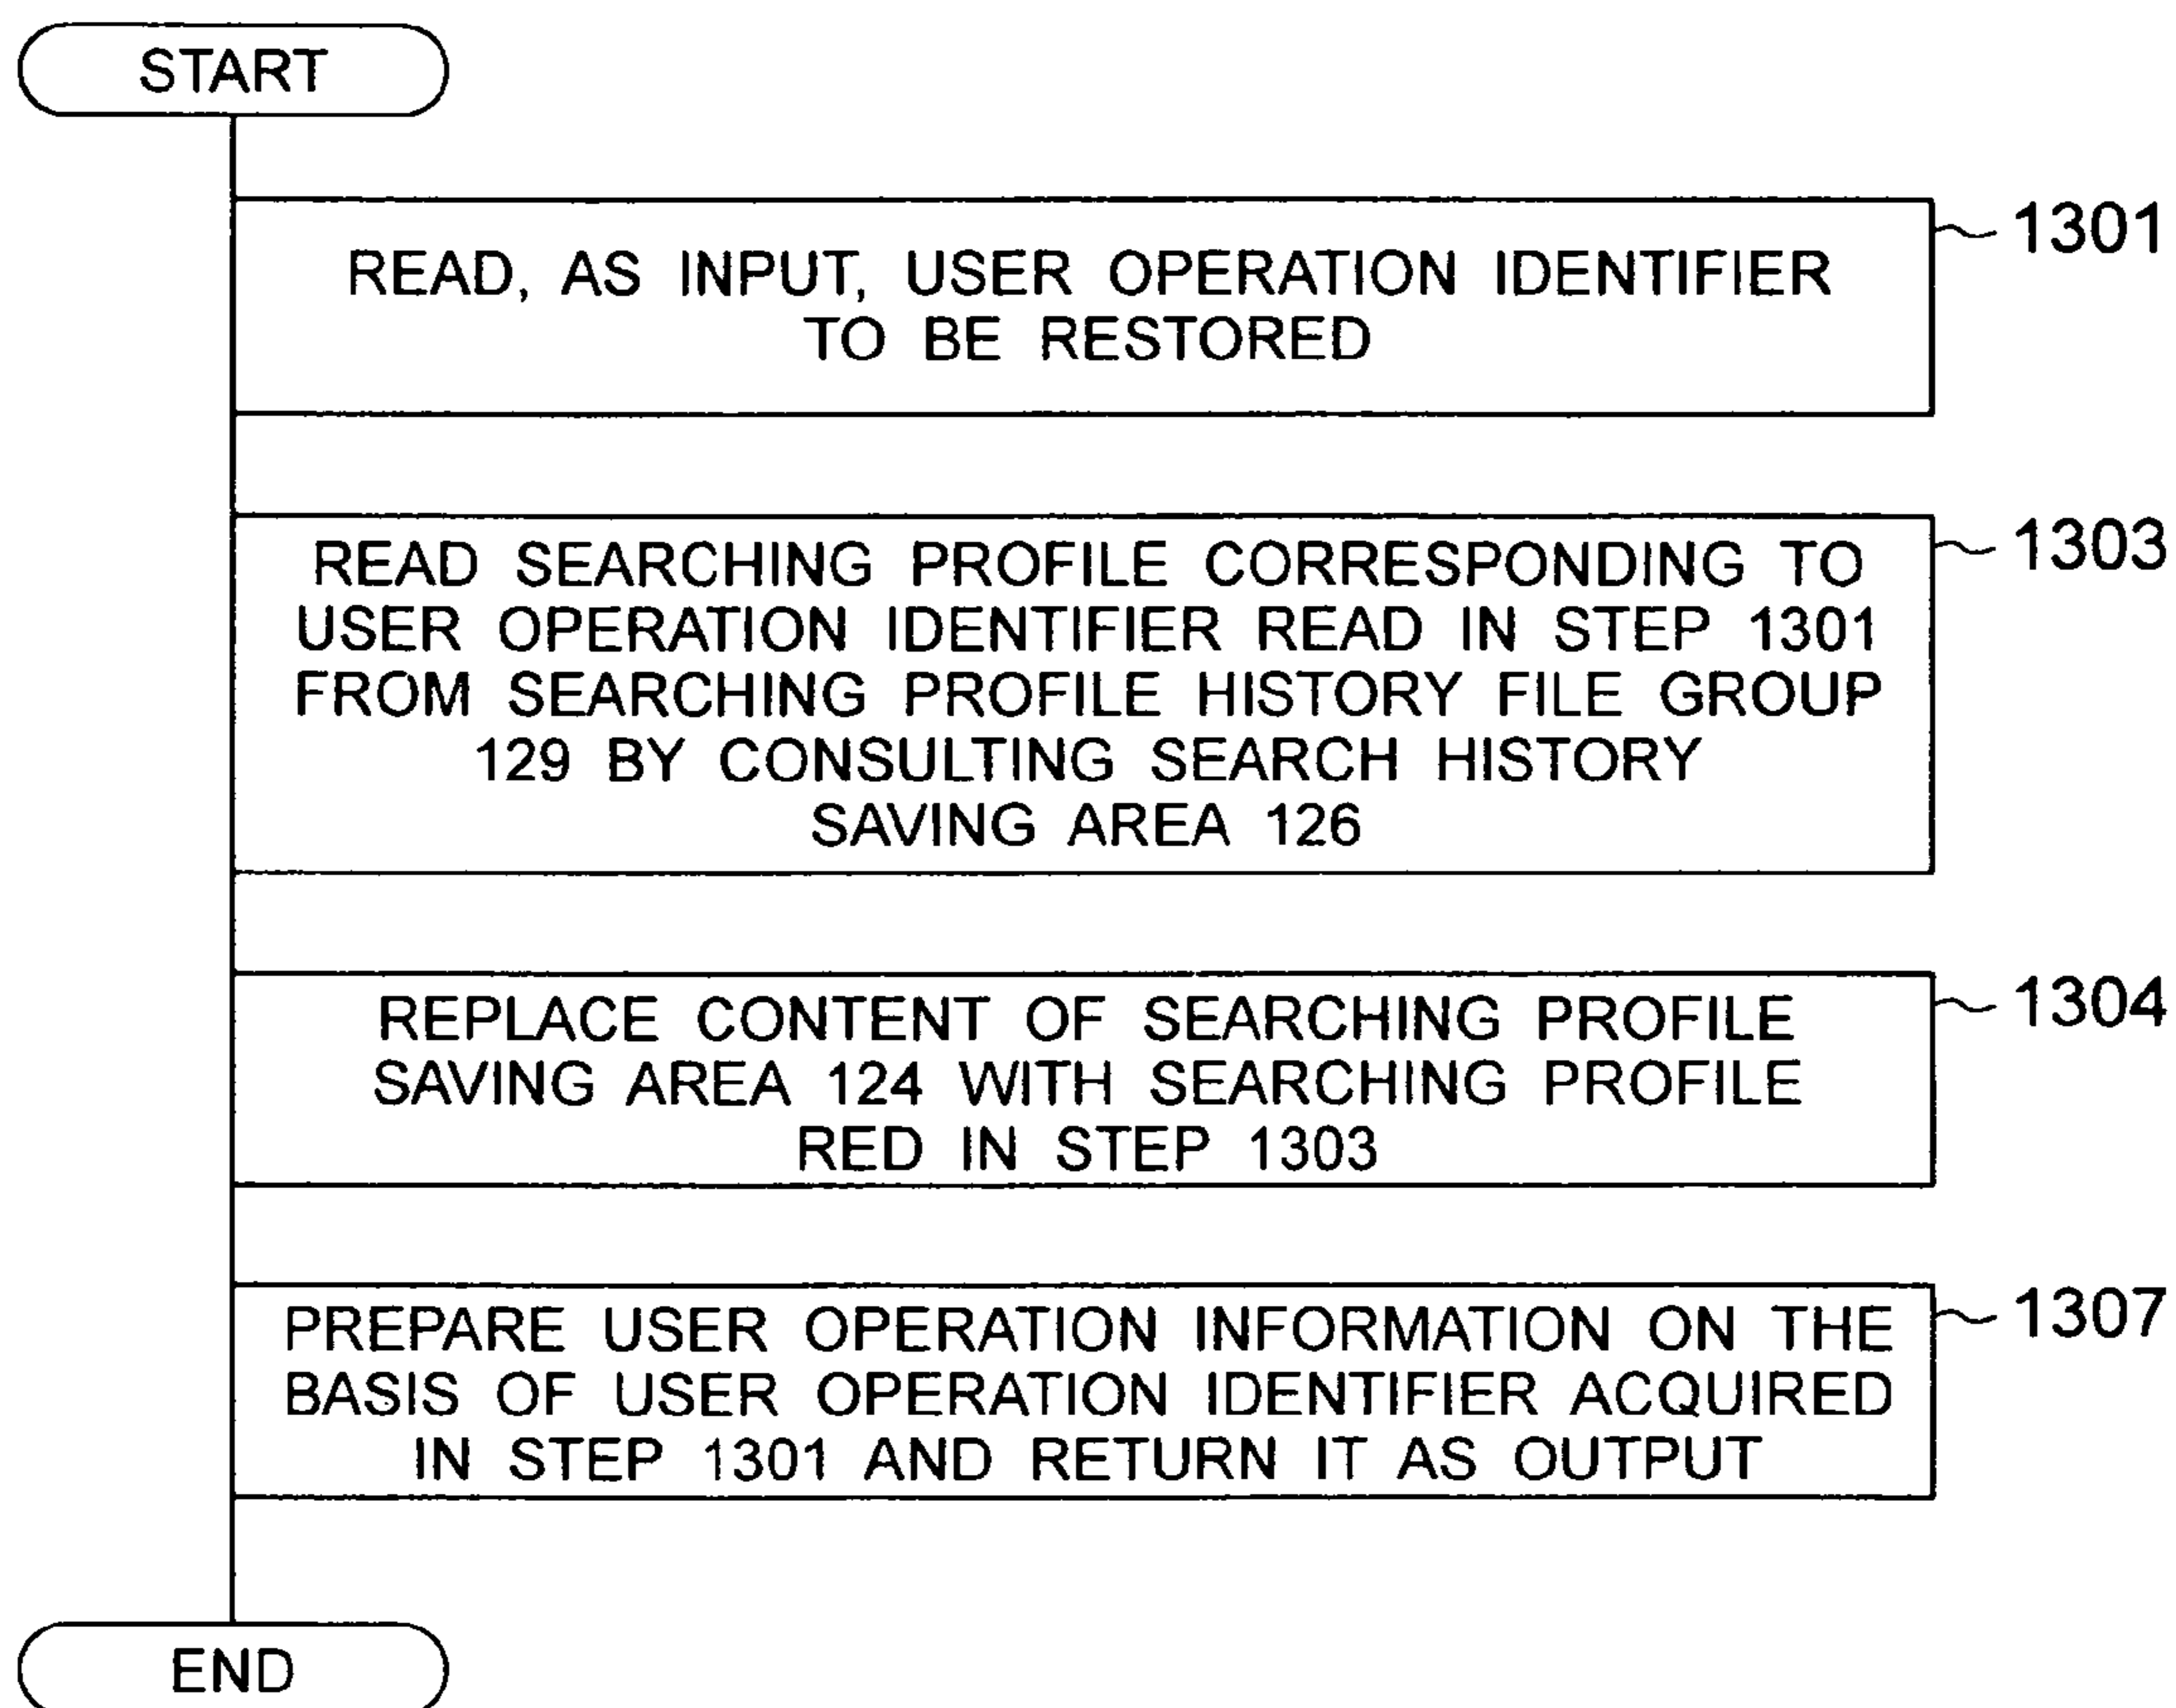 START
1301
READ, AS INPUT, USER OPERATION IDENTIFIER
TO BE RESTORED
1303
READ SEARCHING PROFILE CORRESPONDING TO
USER OPERATION IDENTIFIER READ IN STEP 1301
FROM SEARCHING PROFILE HISTORY FILE GROUP
129 BY CONSULTING SEARCH HISTORY
SAVING AREA 126
1304
REPLACE CONTENT OF SEARCHING PROFILE
SAVING AREA 124 WITH SEARCHING PROFILE
RED IN STEP 1303
1307
PREPARE USER OPERATION INFORMATION ON THE
BASIS OF USER OPERATION IDENTIFIER ACQUIRED
IN STEP 1301 AND RETURN IT AS OUTPUT
END